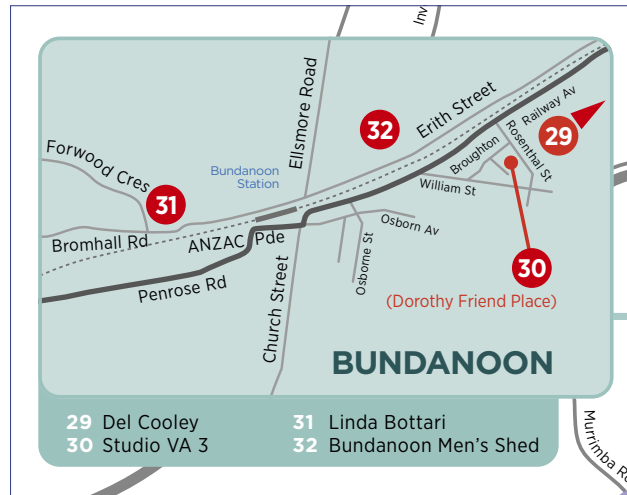 Inv
Ellsmore Road
Erith Street
32
Railway Av
29
Rosenthal St
Broughton
William St
Forwood Cres
Bundanoon
Station
31
Bromhall Rd
ANZAC Pde
Osborn Av
Osborne St
Penrose Rd
Church Street
30
(Dorothy Friend Place)
BUNDANOON
29 Del Cooley
30 Studio VA 3
31 Linda Bottari
32 Bundanoon Men's Shed
Murrimba Rd